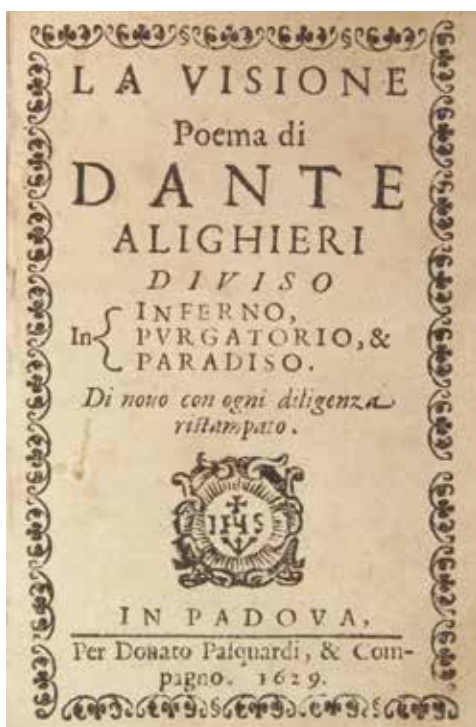 LA VISIONE
Poema di
DANTE
ALIGHIERI
DIVISO
In { INFERNO,
PVRGATORIO, &
PARADISO.
Di nouo con ogni diligenza
ristampato.
IHS
IN PADOVA,
Per Donato Pasquardi, & Com-
pagno. 1629.